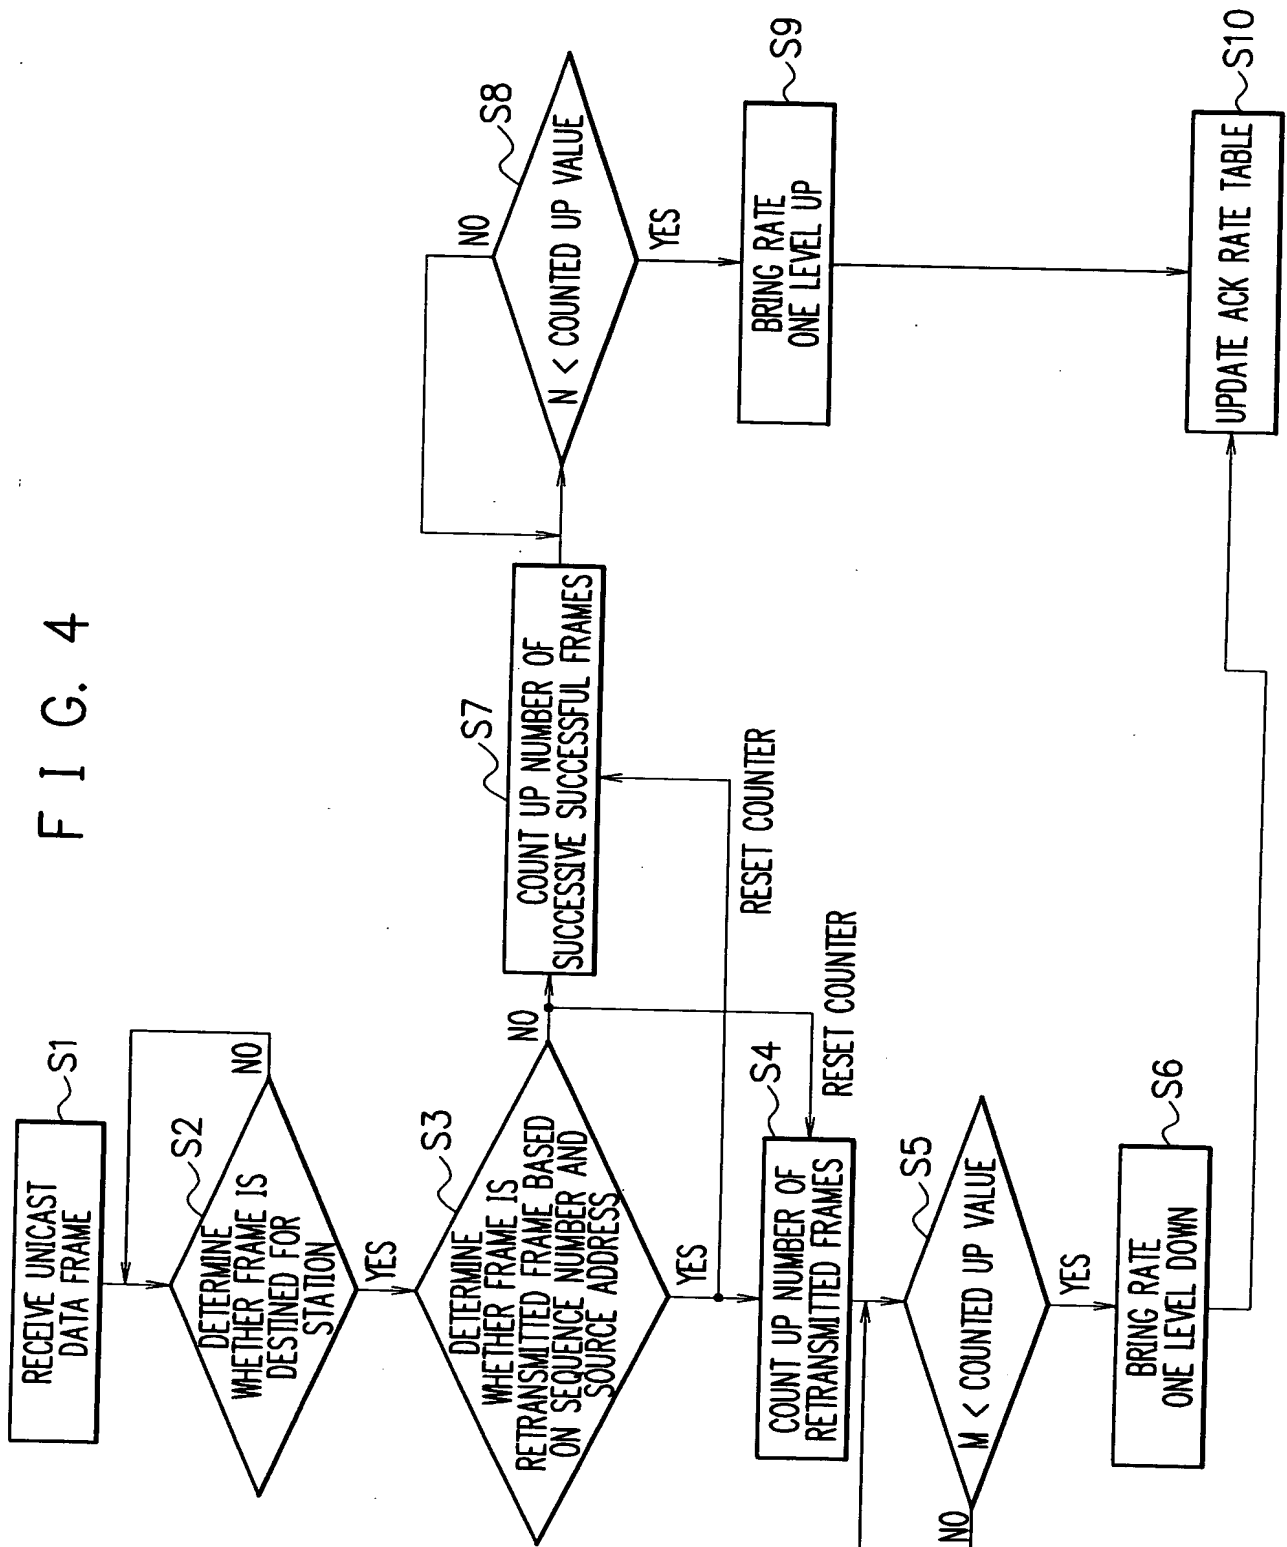 F I G. 4
S1
RECEIVE UNICAST
DATA FRAME
S2
DETERMINE
WHETHER FRAME IS
DESTINED FOR
STATION
NO
YES
S3
DETERMINE
WHETHER FRAME IS
RETRANSMITTED FRAME BASED
ON SEQUENCE NUMBER AND
SOURCE ADDRESS
NO
YES
S7
COUNT UP NUMBER OF
SUCCESSIVE SUCCESSFUL FRAMES
RESET COUNTER
S8
N < COUNTED UP VALUE
NO
YES
S4
COUNT UP NUMBER OF
RETRANSMITTED FRAMES
RESET COUNTER
S9
BRING RATE
ONE LEVEL UP
S5
M < COUNTED UP VALUE
NO
YES
S6
BRING RATE
ONE LEVEL DOWN
S10
UPDATE ACK RATE TABLE